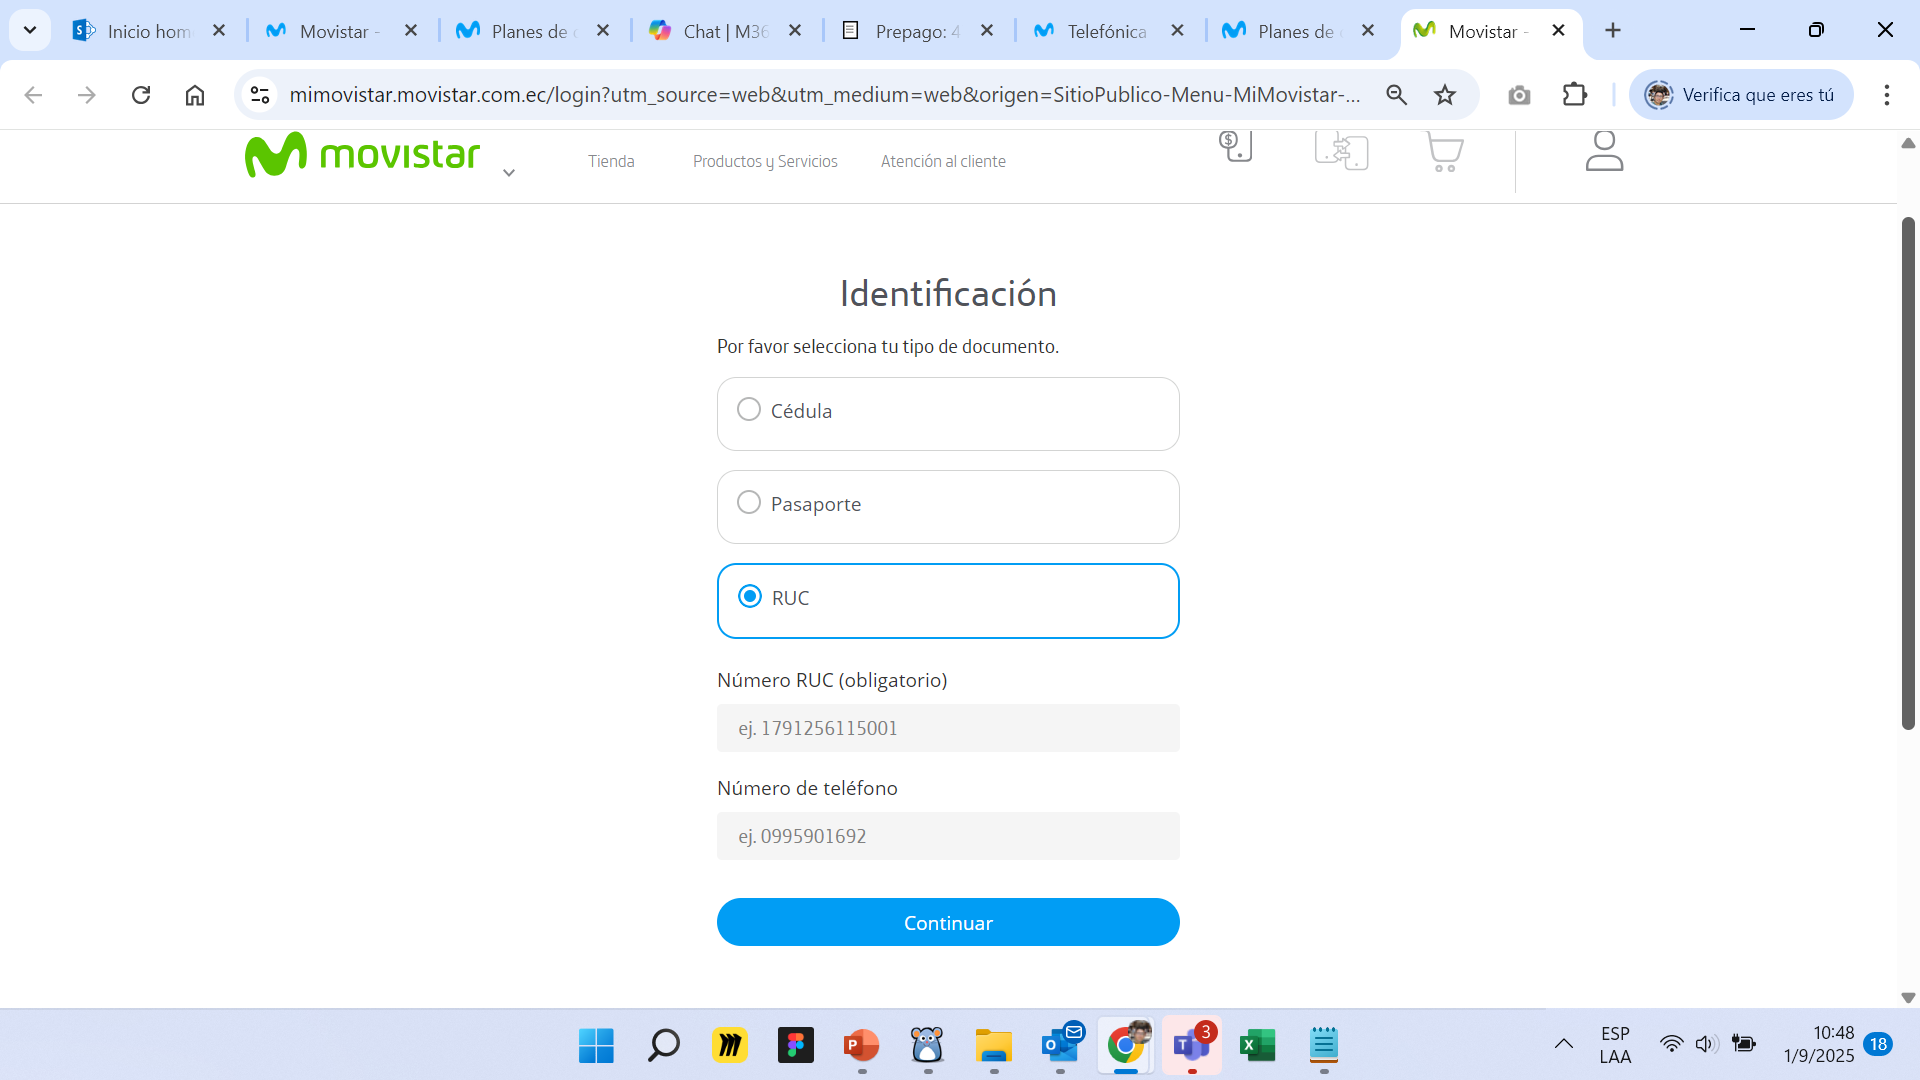 Inicio hom
Movistar -
Planes de c
Chat | M36
Prepago: 4
Telefónica
Planes de c
Movistar -
mimovistar.movistar.com.ec/login?utm_source=web&utm_medium=web&origen=SitioPublico-Menu-MiMovistar-...
Verifica que eres tú
movistar
Tienda
Productos y Servicios
Atención al cliente
Identificación
Por favor selecciona tu tipo de documento.
Cédula
Pasaporte
RUC
Número RUC (obligatorio)
ej. 1791256115001
Número de teléfono
ej. 0995901692
Continuar
3
ESP
LAA
10:48
1/9/2025
18